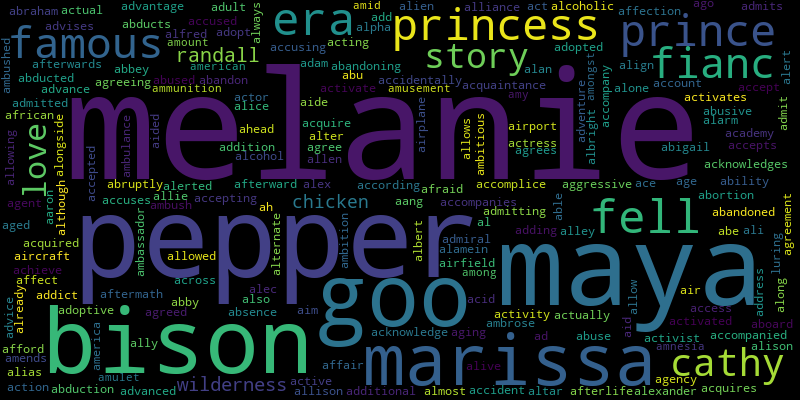 abraham actual advantage adult always amid alien alliance act alcoholic affection ago admits
famous advises abducts accused era add alpha princess prince
ambushed afterwards abbey alfred adopt randall amount accusing acting adam abandoning story adopted alan align fianc alert
abducted agreeing american abused abandon abu accidentally amongst account accept
advance ammunition activate amusement acquaintance amy alone activates
admitted alice actor aide acquire airplane adventure accompany abusive admit
african melanie ahead alter allows ambitious airport albright alarm academy
allowing love alongside although ambulance aided addition agree actress abigail accepts
accepted abruptly alcohol allen agrees acknowledges
agent aaron alerted afterward alex according afraid accomplice aggressive ace age ability
accuses allie accepting aang accompanies able abortion
aged ambassador ambush ah chicken admitting fell abandoned agreement
acquired pepper alternate ambition albert admiral al adding alley abe ali luring
aircraft allowed alamein airfield maya
achieve across among address along
affect addict aftermath abby alec also goo acid air access
advice already adoptive agreed absence aim activity actually allow activated aboard
afford america ally acknowledge aging ambrose ad abuse aid activist accompanied
amends bison affair marissa amnesia alison
alias amulet wilderness active alive agency cathy
action abduction advanced allison additional almost accident altar afterlife alexander acquires